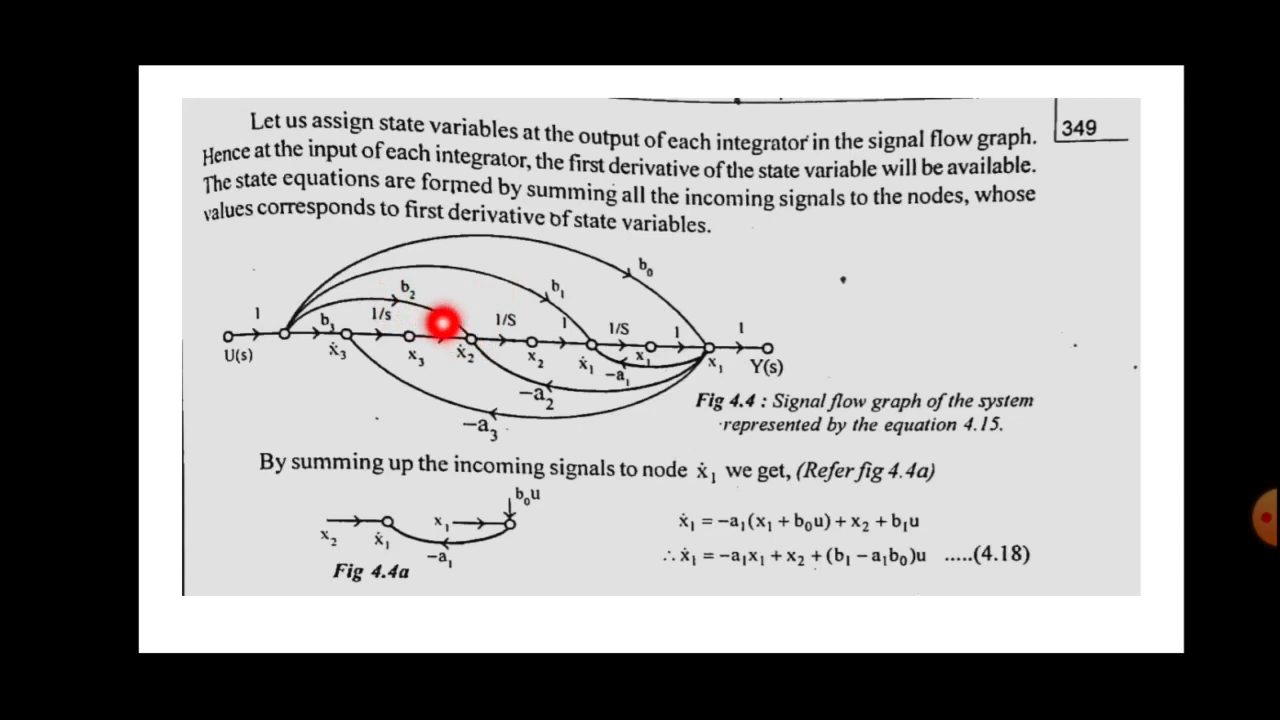 Let us assign state variables at the output of each integrator in the signal flow graph.
349
Hence at the input of each integrator, the first derivative of the state variable will be available.
The state equations are formed by summing all the incoming signals to the nodes, whose
values corresponds to first derivative of state variables.
b₀
b₂ b₁
1 b₃ 1/s 1/S 1 1/S 1 1
U(s) ẋ₃ x₃ ẋ₂ x₂ ẋ₁ x₁ x₁ Y(s)
−a₁
−a₂
−a₃
Fig 4.4 : Signal flow graph of the system
represented by the equation 4.15.
By summing up the incoming signals to node ẋ₁ we get, (Refer fig 4.4a)
b₀u
x₂ ẋ₁ x₁
−a₁
Fig 4.4a
ẋ₁ = −a₁(x₁ + b₀u) + x₂ + b₁u
∴ ẋ₁ = −a₁x₁ + x₂ + (b₁ − a₁b₀)u .....(4.18)